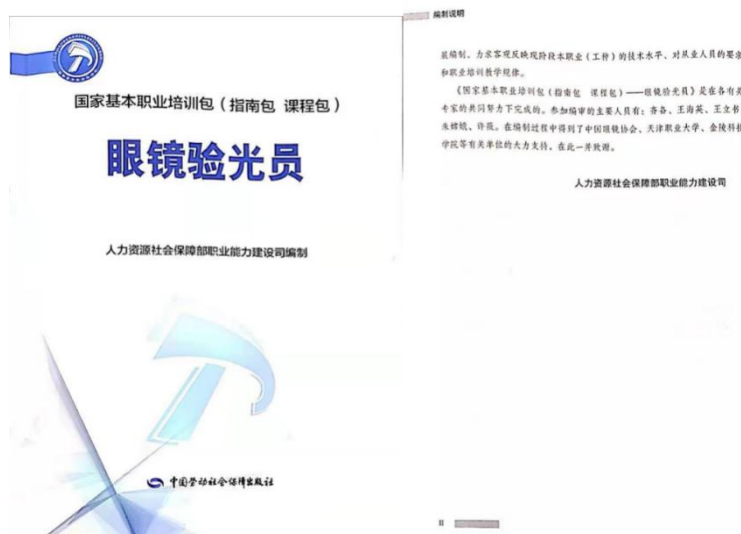 国家基本职业培训包（指南包 课程包）
眼镜验光员
人力资源社会保障部职业能力建设司编制
中国劳动社会保障出版社
编制说明
展编制、力求客观反映现阶段本职业（工种）的技术水平、对从业人员的要求
和职业培训教学规律。
《国家基本职业培训包（指南包 课程包）——眼镜验光员》是在各有关
专家的共同努力下完成的。参加编审的主要人员有：齐备、王海英、王立书
朱嫦娥、许薇。在编制过程中得到了中国眼镜协会、天津职业大学、金陵科技
学院等有关单位的大力支持，在此一并致谢。
人力资源社会保障部职业能力建设司
II